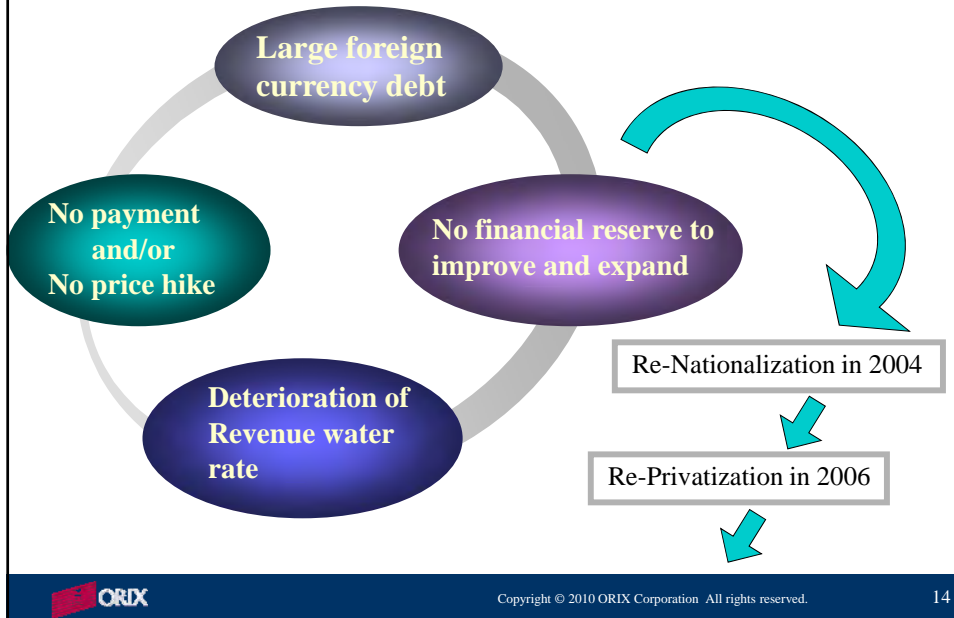 Large foreign
currency debt
No payment
and/or
No price hike
No financial reserve to
improve and expand
Deterioration of
Revenue water
rate
Re-Nationalization in 2004
Re-Privatization in 2006
ORIX
Copyright © 2010 ORIX Corporation All rights reserved.
14